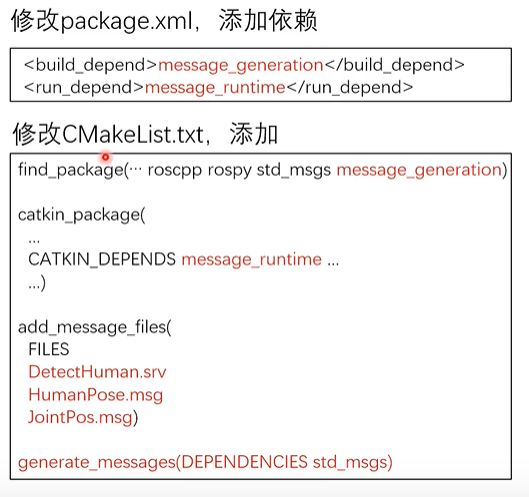 修改package.xml，添加依赖
<build_depend>message_generation</build_depend>
<run_depend>message_runtime</run_depend>
修改CMakeList.txt，添加
find_package(… roscpp rospy std_msgs message_generation)
catkin_package(
...
CATKIN_DEPENDS message_runtime ...
...)
add_message_files(
FILES
DetectHuman.srv
HumanPose.msg
JointPos.msg)
generate_messages(DEPENDENCIES std_msgs)